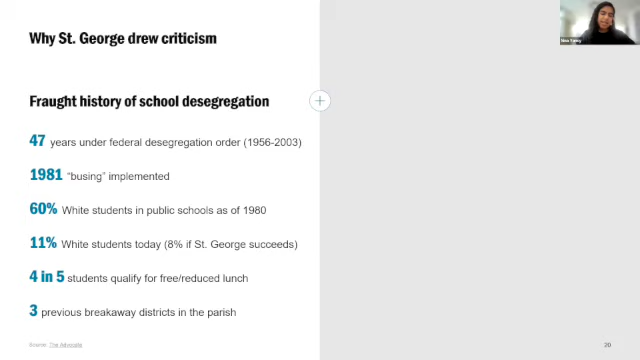 Why St. George drew criticism
Fraught history of school desegregation
47 years under federal desegregation order (1956-2003)
1981 “busing” implemented
60% White students in public schools as of 1980
11% White students today (8% if St. George succeeds)
4 in 5 students qualify for free/reduced lunch
3 previous breakaway districts in the parish
Source: The Advocate
20